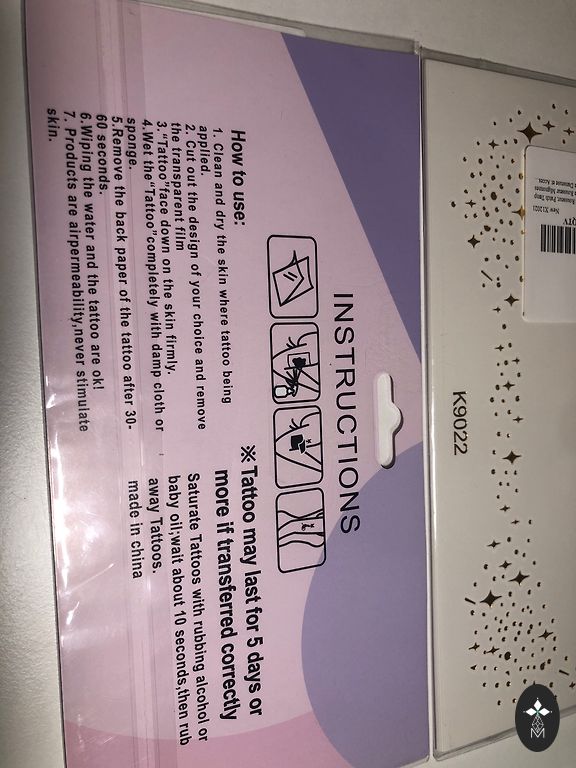 INSTRUCTIONS
How to use:
1. Clean and dry the skin where tattoo being
applied.
2. Cut out the design of your choice and remove
the transparent film
3."Tattoo"face down on the skin firmly.
4.Wet the"Tattoo"completely with damp cloth or
sponge.
5.Remove the back paper of the tattoo after 30-
60 seconds.
6.Wiping the water and the tattoo are ok!
7. Products are airpermeability,never stimulate
skin.
※Tattoo may last for 5 days or
more if transferred correctly
Saturate Tattoos with rubbing alcohol or
baby oil;wait about 10 seconds,then rub
away Tattoos.
made in china
K9022
New
M